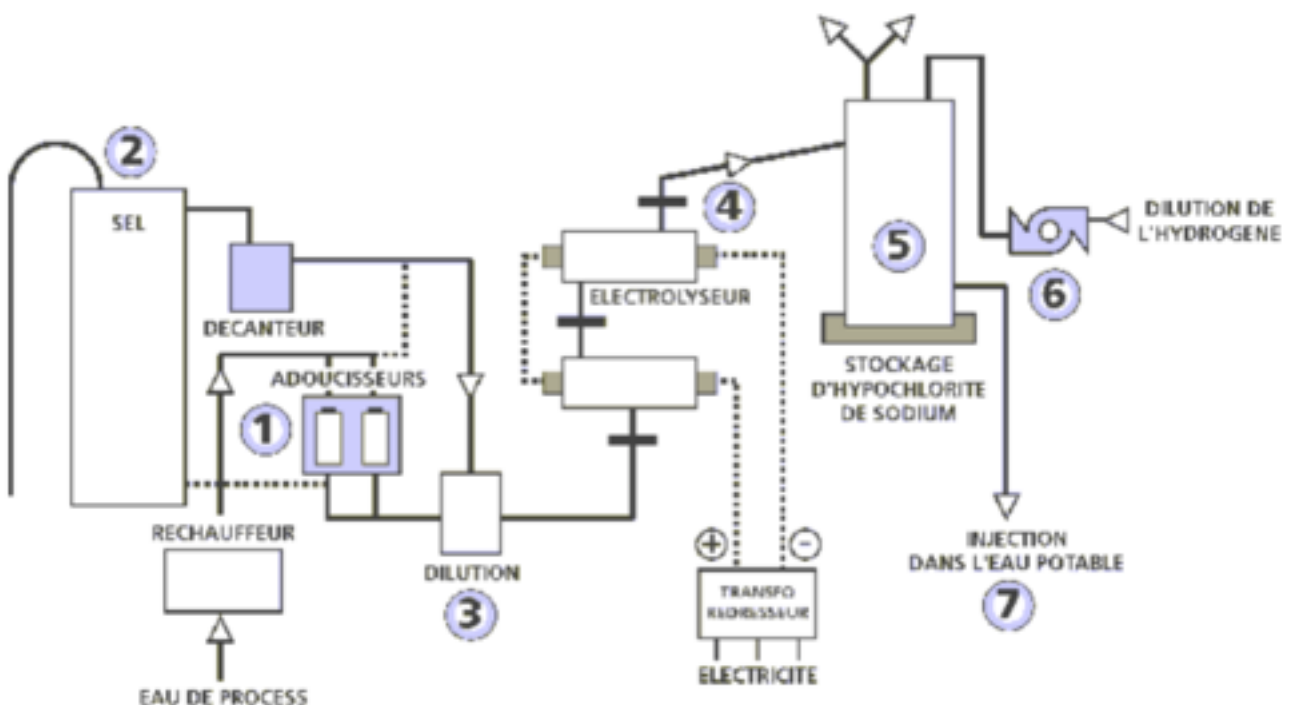 2
SEL
DECANTEUR
ADOUCISSEURS
1
RECHAUFFEUR
EAU DE PROCESS
DILUTION
3
4
ELECTROLYSEUR
+
-
TRANSFO
REDRESSEUR
ELECTRICITE
5
STOCKAGE
D'HYPOCHLORITE
DE SODIUM
DILUTION DE
L'HYDROGENE
6
INJECTION
DANS L'EAU POTABLE
7